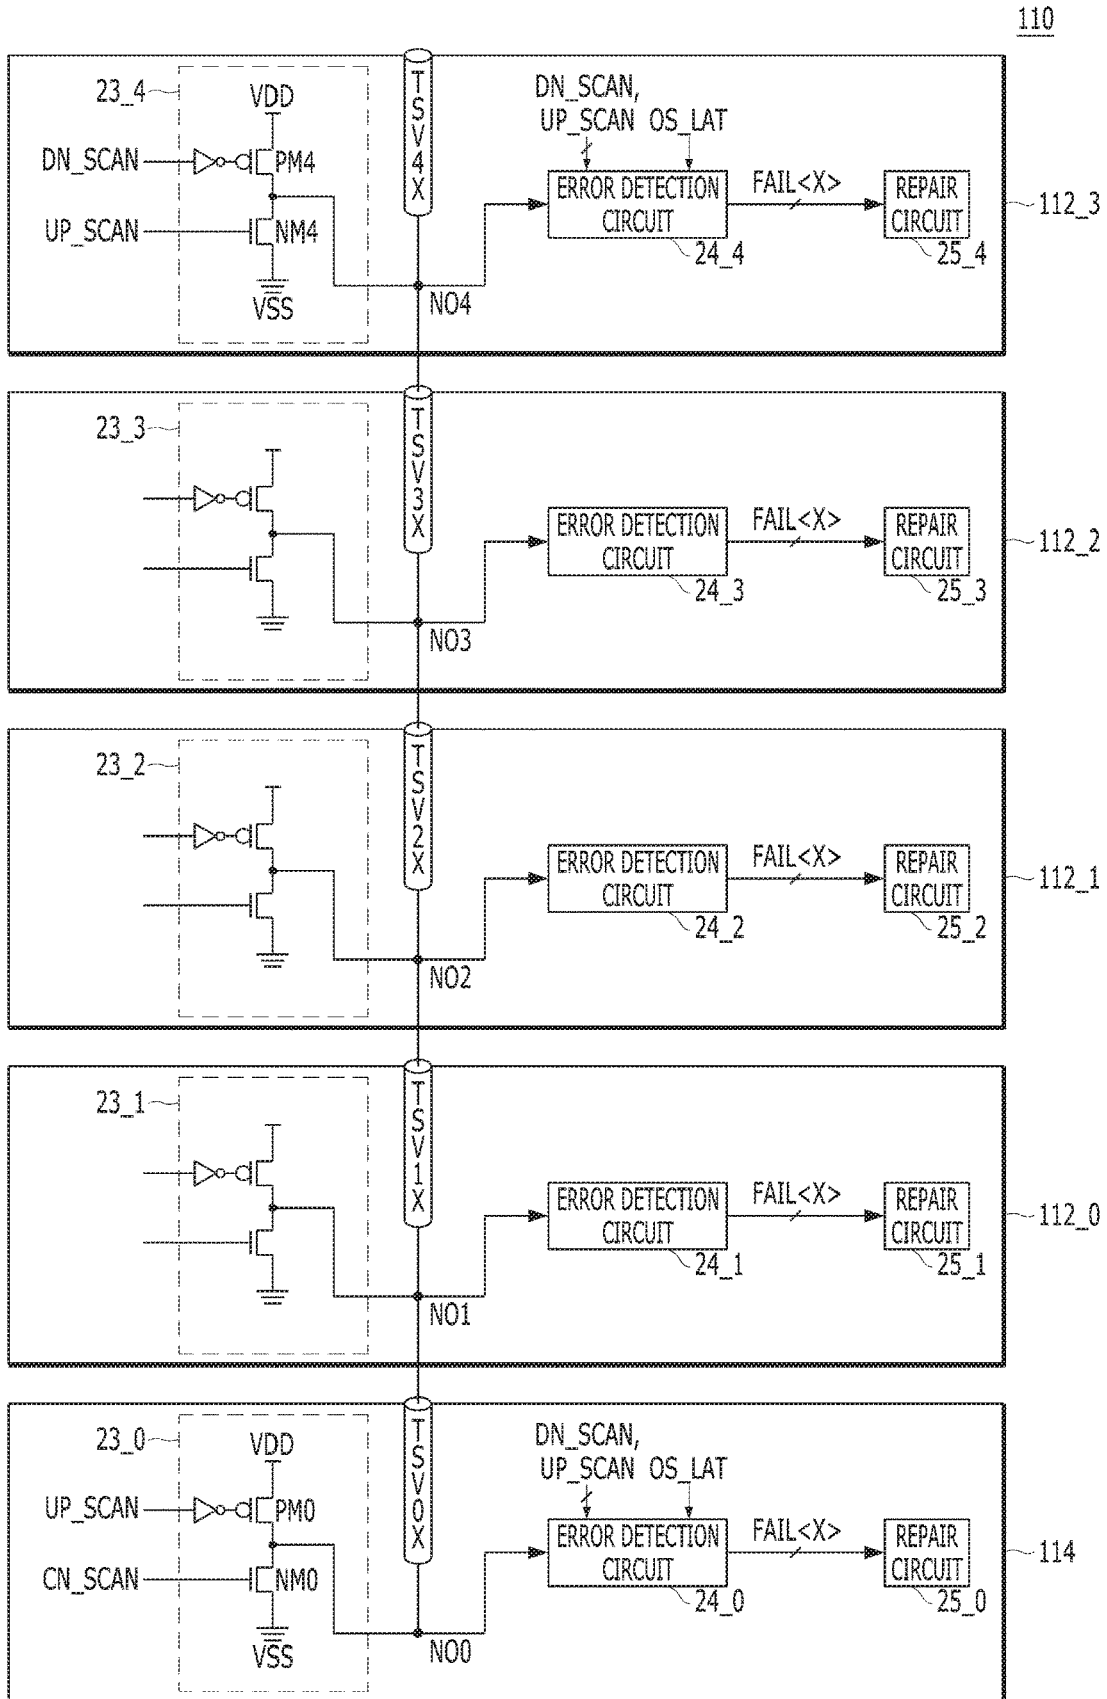 110
23_4
VDD
DN_SCAN
PM4
UP_SCAN
NM4
VSS
TSV4X
NO4
DN_SCAN,
UP_SCAN OS_LAT
ERROR DETECTION
CIRCUIT
24_4
FAIL<X>
REPAIR
CIRCUIT
25_4
112_3
23_3
TSV3X
NO3
ERROR DETECTION
CIRCUIT
24_3
FAIL<X>
REPAIR
CIRCUIT
25_3
112_2
23_2
TSV2X
NO2
ERROR DETECTION
CIRCUIT
24_2
FAIL<X>
REPAIR
CIRCUIT
25_2
112_1
23_1
TSV1X
NO1
ERROR DETECTION
CIRCUIT
24_1
FAIL<X>
REPAIR
CIRCUIT
25_1
112_0
23_0
VDD
UP_SCAN
PM0
CN_SCAN
NM0
VSS
TSV0X
NO0
DN_SCAN,
UP_SCAN OS_LAT
ERROR DETECTION
CIRCUIT
24_0
FAIL<X>
REPAIR
CIRCUIT
25_0
114